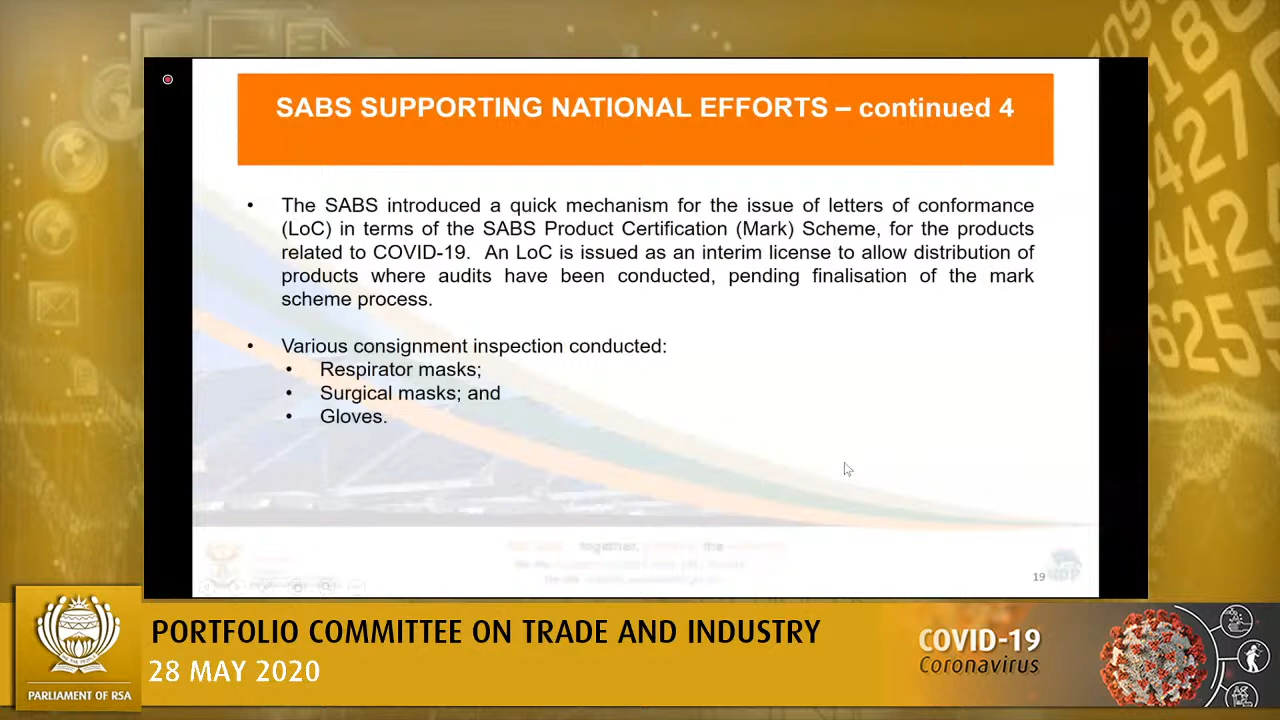 SABS SUPPORTING NATIONAL EFFORTS – continued 4
• The SABS introduced a quick mechanism for the issue of letters of conformance
(LoC) in terms of the SABS Product Certification (Mark) Scheme, for the products
related to COVID-19. An LoC is issued as an interim license to allow distribution of
products where audits have been conducted, pending finalisation of the mark
scheme process.
• Various consignment inspection conducted:
• Respirator masks;
• Surgical masks; and
• Gloves.
together,
the
19
PORTFOLIO COMMITTEE ON TRADE AND INDUSTRY
28 MAY 2020
PARLIAMENT OF RSA
COVID-19
Coronavirus